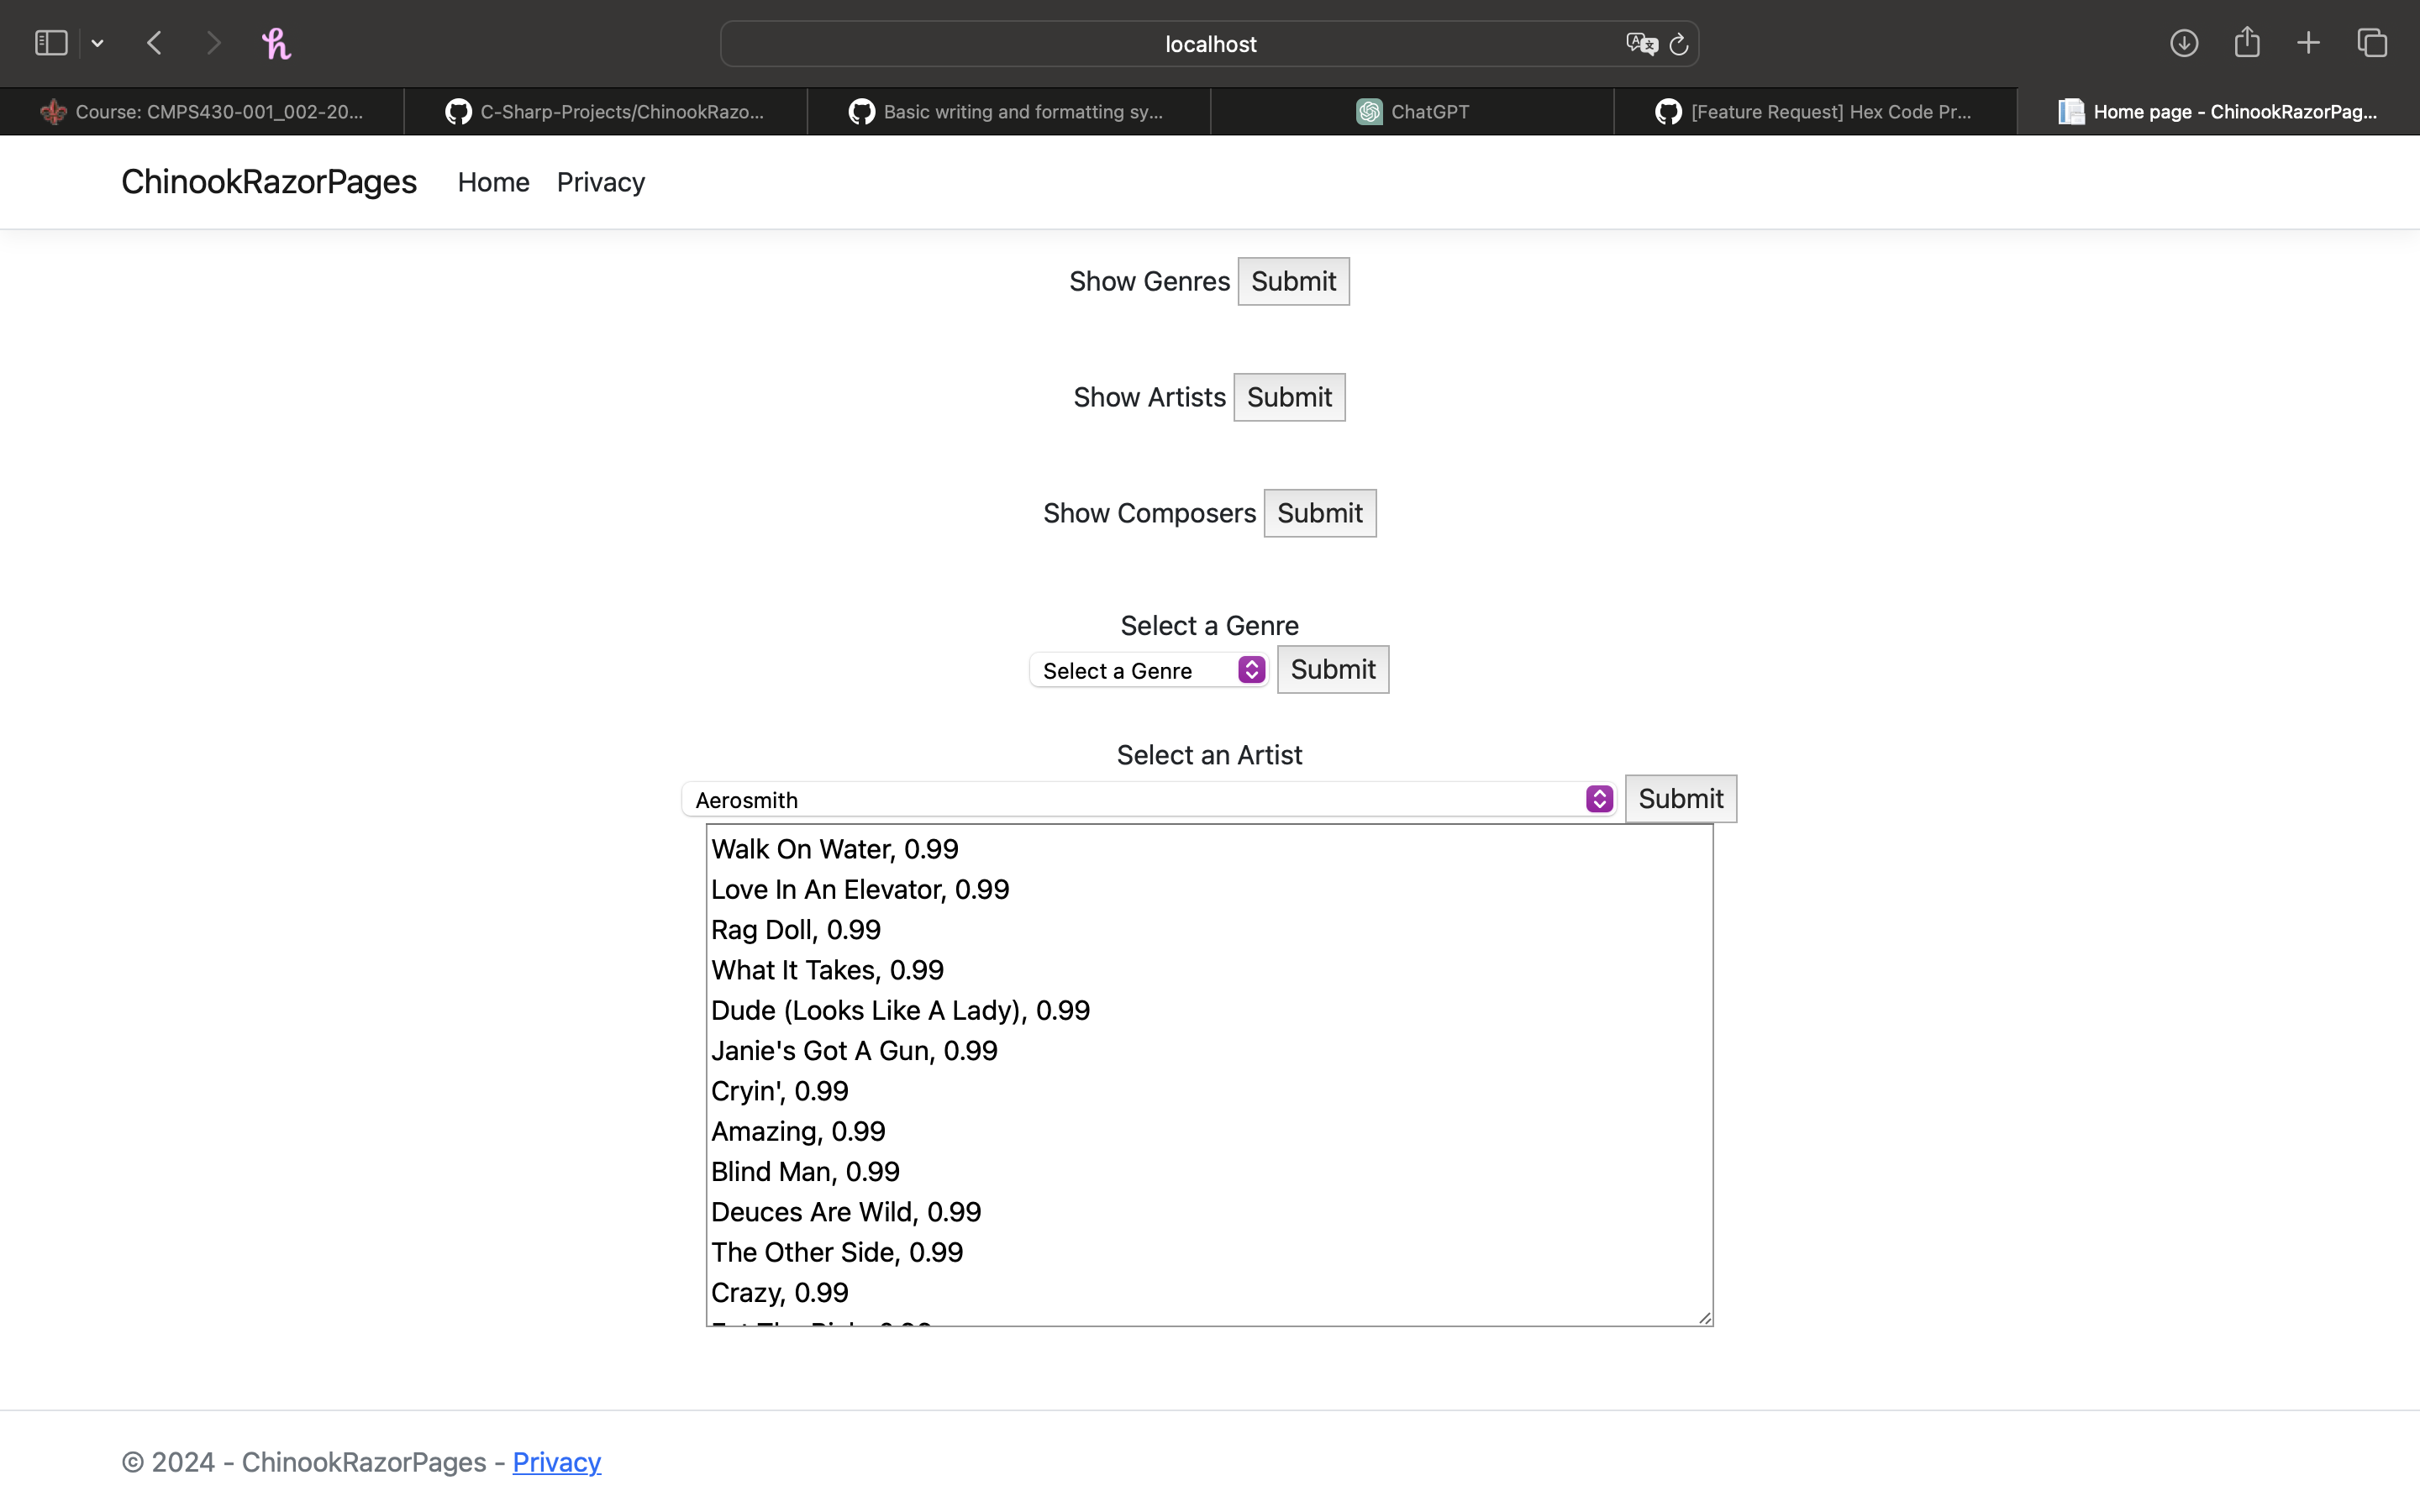 localhost
Course: CMPS430-001_002-20...
C-Sharp-Projects/ChinookRazo...
Basic writing and formatting sy...
ChatGPT
[Feature Request] Hex Code Pr...
Home page - ChinookRazorPag...
ChinookRazorPages Home Privacy
Show Genres Submit
Show Artists Submit
Show Composers Submit
Select a Genre
Select a Genre Submit
Select an Artist
Aerosmith Submit
Walk On Water, 0.99
Love In An Elevator, 0.99
Rag Doll, 0.99
What It Takes, 0.99
Dude (Looks Like A Lady), 0.99
Janie's Got A Gun, 0.99
Cryin', 0.99
Amazing, 0.99
Blind Man, 0.99
Deuces Are Wild, 0.99
The Other Side, 0.99
Crazy, 0.99
© 2024 - ChinookRazorPages - Privacy